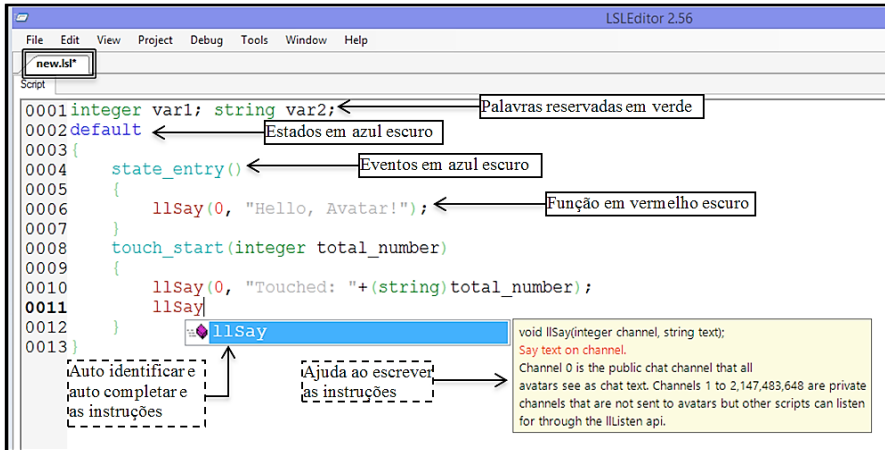 LSLEditor 2.56
File Edit View Project Debug Tools Window Help
new.lsl*
Script
0001 integer var1; string var2;
Palavras reservadas em verde
0002 default
Estados em azul escuro
0003 {
0004 state_entry()
Eventos em azul escuro
0005 {
0006 llSay(0, "Hello, Avatar!");
Função em vermelho escuro
0007 }
0008 touch_start(integer total_number)
0009 {
0010 llSay(0, "Touched: "+(string)total_number);
0011 llSay
0012 }
0013 }
llSay
Auto identificar e
auto completar e
as instruções
Ajuda ao escrever
as instruções
void llSay(integer channel, string text);
Say text on channel.
Channel 0 is the public chat channel that all
avatars see as chat text. Channels 1 to 2,147,483,648 are private
channels that are not sent to avatars but other scripts can listen
for through the llListen api.